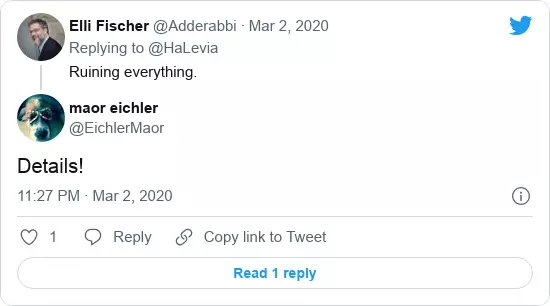 Elli Fischer @Adderabbi · Mar 2, 2020
Replying to @HaLevia
Ruining everything.
maor eichler
@EichlerMaor
Details!
11:27 PM · Mar 2, 2020
1 Reply Copy link to Tweet
Read 1 reply